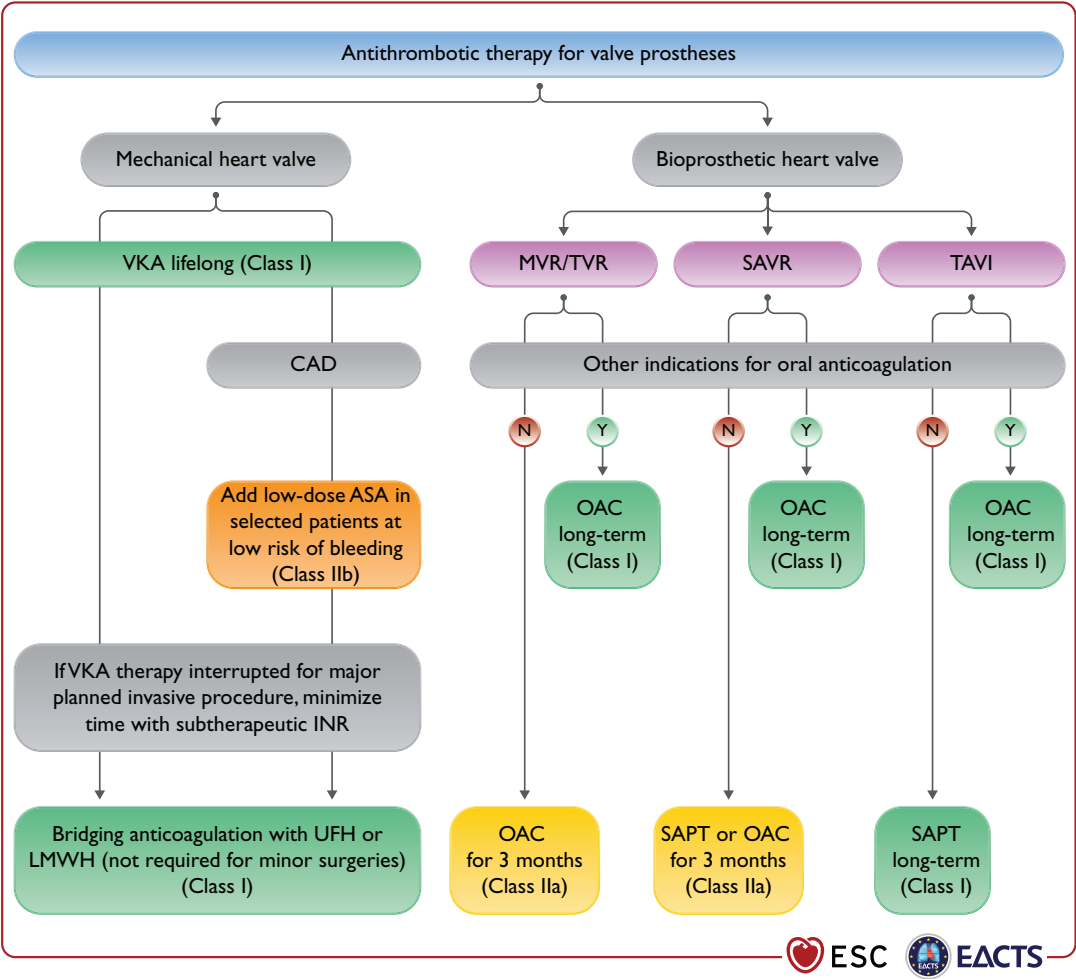 Antithrombotic therapy for valve prostheses
Mechanical heart valve
Bioprosthetic heart valve
VKA lifelong (Class I)
MVR/TVR
SAVR
TAVI
CAD
Other indications for oral anticoagulation
N
Y
N
Y
N
Y
Add low-dose ASA in
selected patients at
low risk of bleeding
(Class IIb)
OAC
long-term
(Class I)
OAC
long-term
(Class I)
OAC
long-term
(Class I)
If VKA therapy interrupted for major
planned invasive procedure, minimize
time with subtherapeutic INR
Bridging anticoagulation with UFH or
LMWH (not required for minor surgeries)
(Class I)
OAC
for 3 months
(Class IIa)
SAPT or OAC
for 3 months
(Class IIa)
SAPT
long-term
(Class I)
ESC
EACTS
EACTS